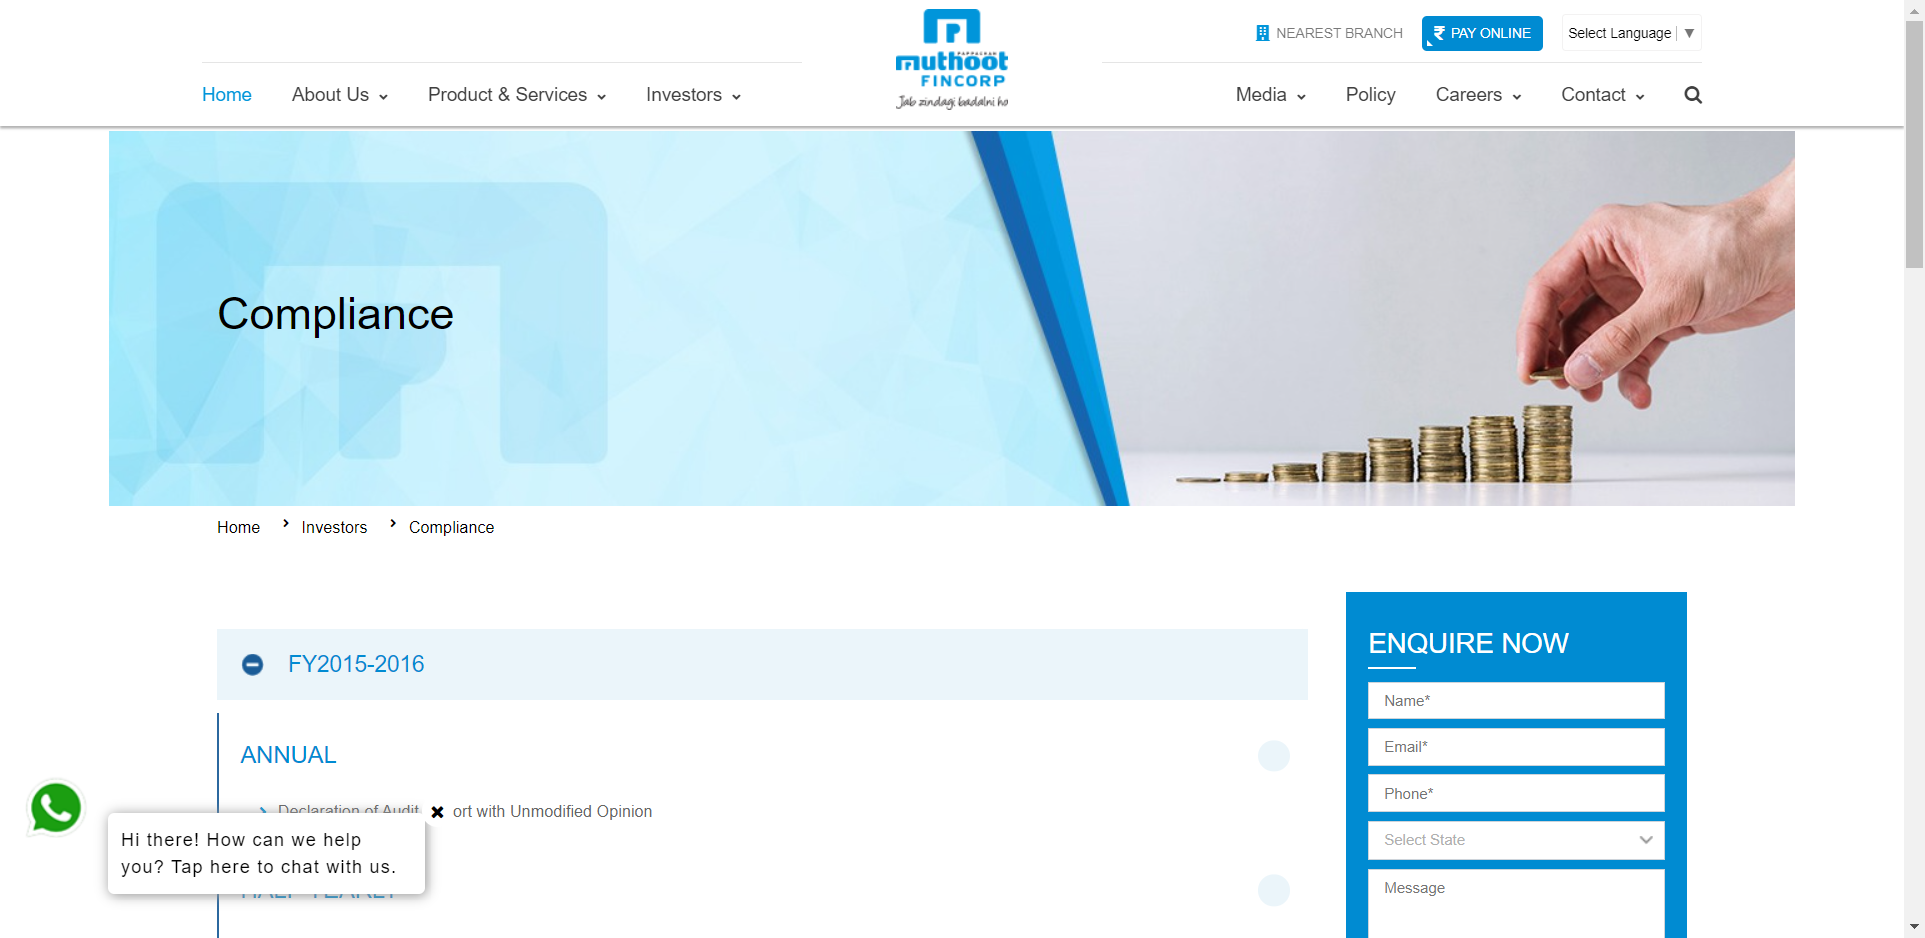 NEAREST BRANCH
PAY ONLINE
Select Language
▼
PAPPACHAN
muthoot
FINCORP
Jab zindagi badalni ho
Home
About Us
Product & Services
Investors
Media
Policy
Careers
Contact
Compliance
Home
Investors
Compliance
FY2015-2016
ENQUIRE NOW
Name*
Email*
Phone*
Select State
Message
ANNUAL
Declaration of Audit
ort with Unmodified Opinion
Hi there! How can we help
you? Tap here to chat with us.